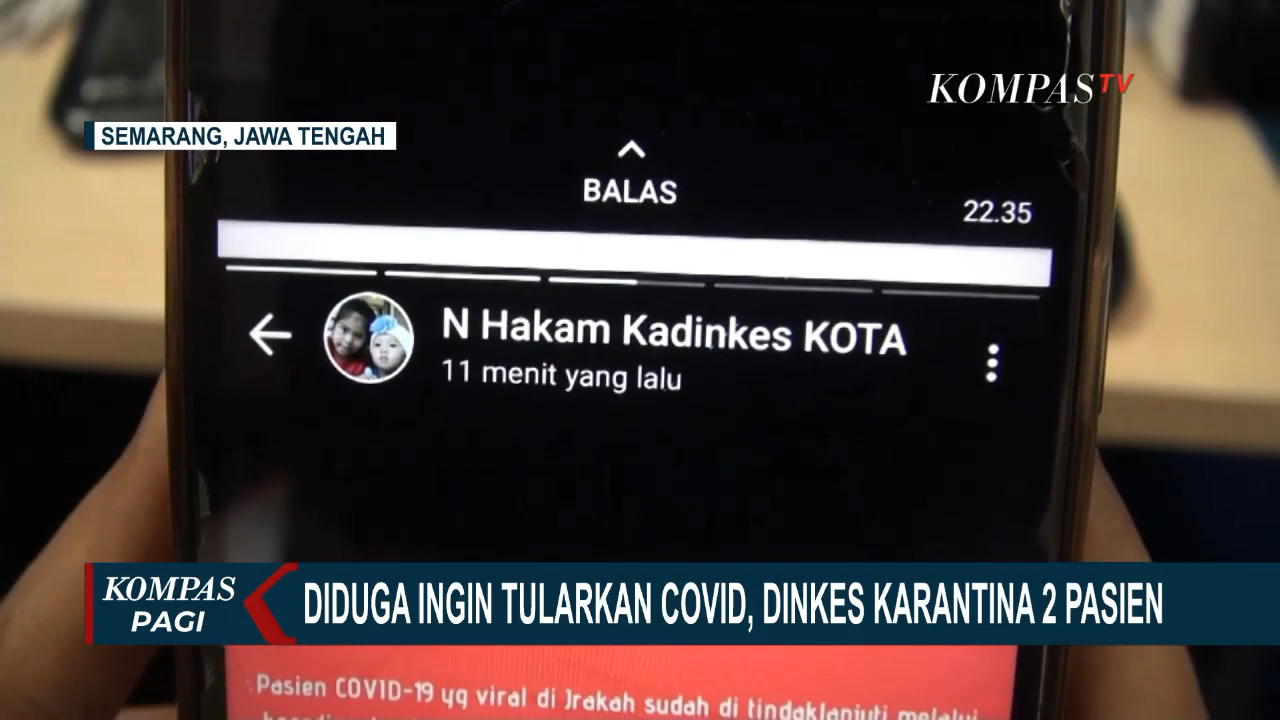 KOMPASTV
SEMARANG, JAWA TENGAH
BALAS
22.35
N Hakam Kadinkes KOTA
11 menit yang lalu
KOMPAS
PAGI
DIDUGA INGIN TULARKAN COVID, DINKES KARANTINA 2 PASIEN
Pasien COVID-19 yg viral di Jrakah sudah di tindaklanjuti melalui